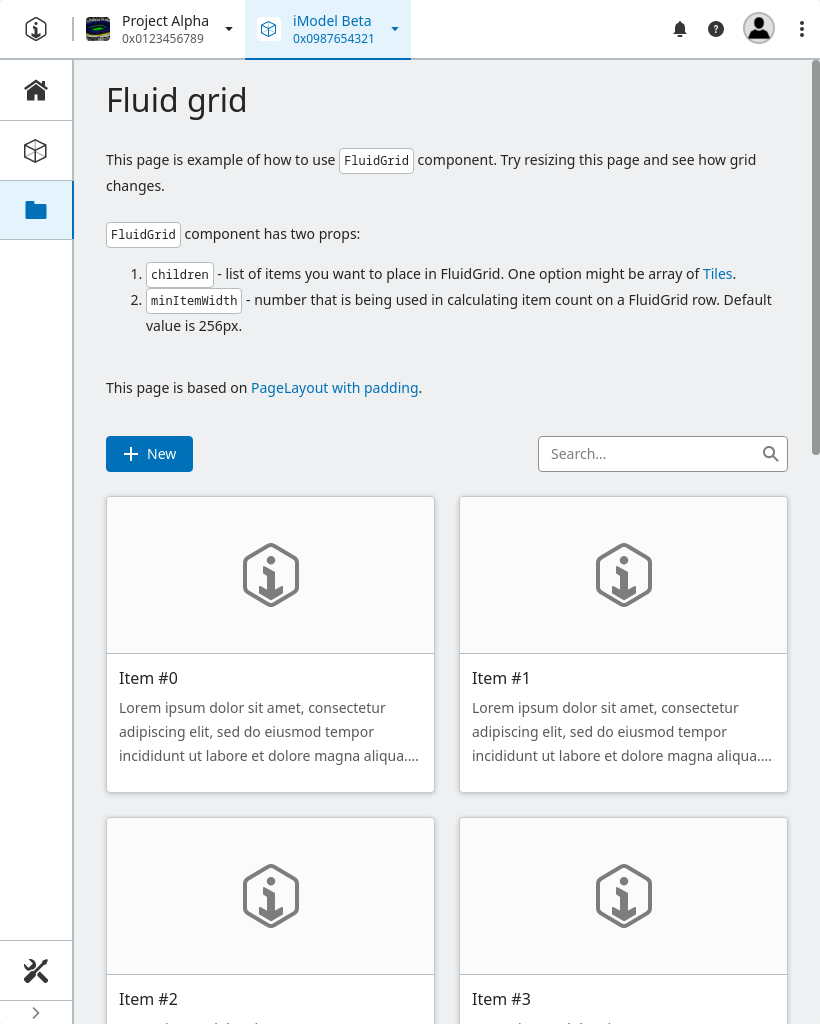 Project Alpha
0x0123456789
iModel Beta
0x0987654321
Fluid grid
This page is example of how to use FluidGrid component. Try resizing this page and see how grid
changes.
FluidGrid component has two props:
1. children - list of items you want to place in FluidGrid. One option might be array of Tiles.
2. minItemWidth - number that is being used in calculating item count on a FluidGrid row. Default
value is 256px.
This page is based on PageLayout with padding.
New
Search...
Item #0
Lorem ipsum dolor sit amet, consectetur
adipiscing elit, sed do eiusmod tempor
incididunt ut labore et dolore magna aliqua....
Item #1
Lorem ipsum dolor sit amet, consectetur
adipiscing elit, sed do eiusmod tempor
incididunt ut labore et dolore magna aliqua....
Item #2
Item #3